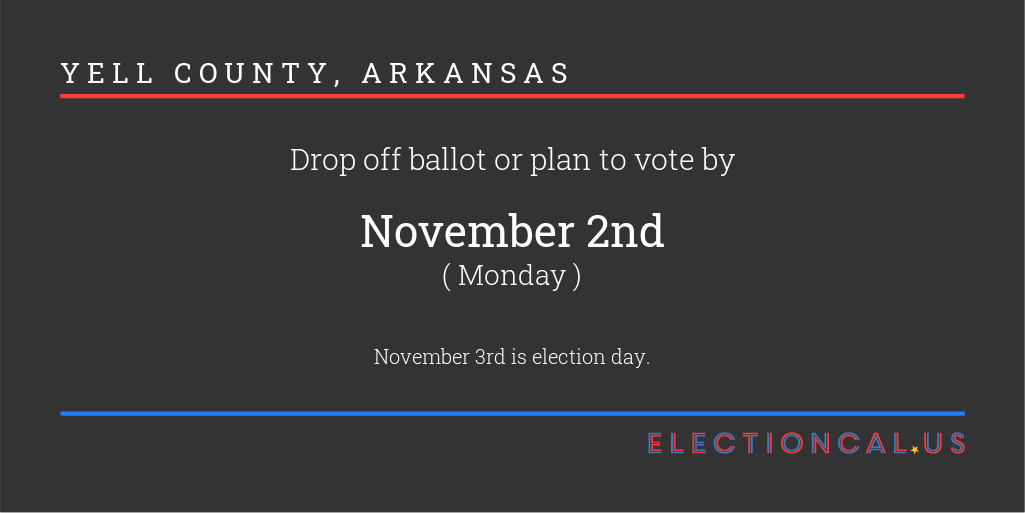 YELL COUNTY, ARKANSAS
Drop off ballot or plan to vote by
November 2nd
( Monday )
November 3rd is election day.
ELECTIONCAL.US